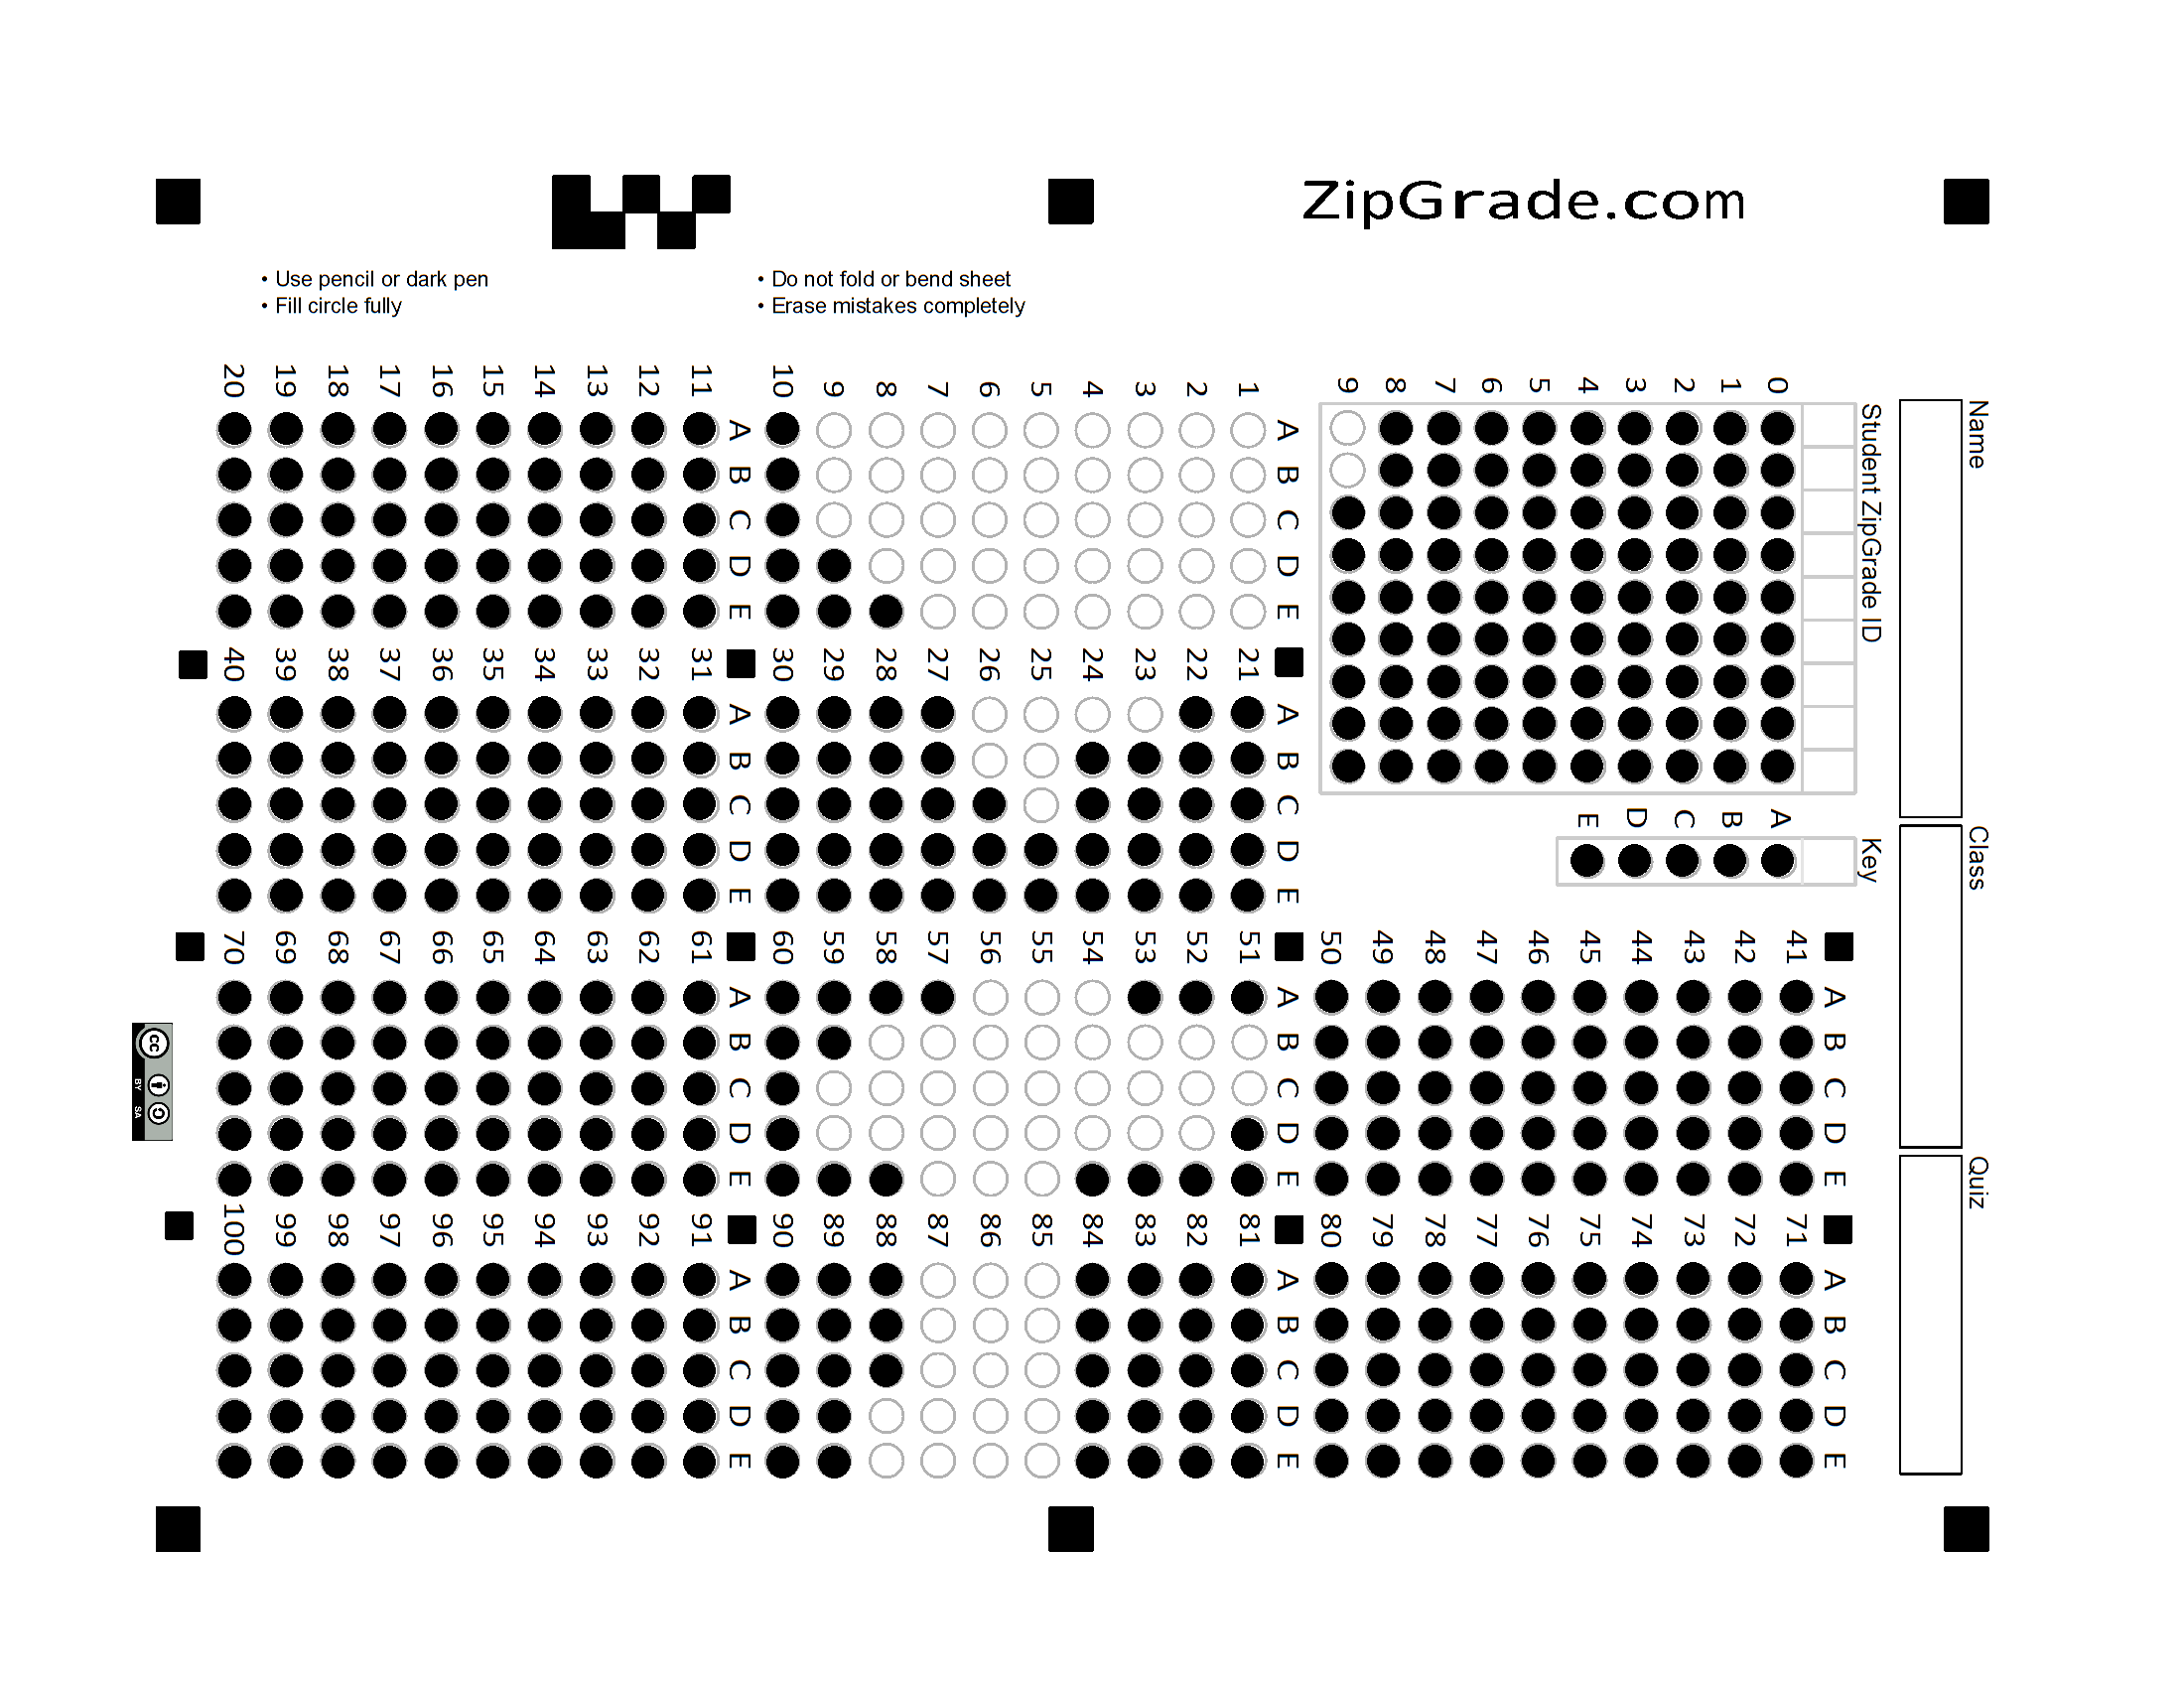 ZipGrade.com
• Use pencil or dark pen
• Fill circle fully
• Do not fold or bend sheet
• Erase mistakes completely
Name
Class
Quiz
Student ZipGrade ID
0 1 2 3 4 5 6 7 8 9
Key
A B C D E
A B C D E
1 2 3 4 5 6 7 8 9 10
A B C D E
11 12 13 14 15 16 17 18 19 20
A B C D E
21 22 23 24 25 26 27 28 29 30
A B C D E
31 32 33 34 35 36 37 38 39 40
A B C D E
41 42 43 44 45 46 47 48 49 50
A B C D E
51 52 53 54 55 56 57 58 59 60
A B C D E
61 62 63 64 65 66 67 68 69 70
A B C D E
71 72 73 74 75 76 77 78 79 80
A B C D E
81 82 83 84 85 86 87 88 89 90
A B C D E
91 92 93 94 95 96 97 98 99 100
cc BY SA